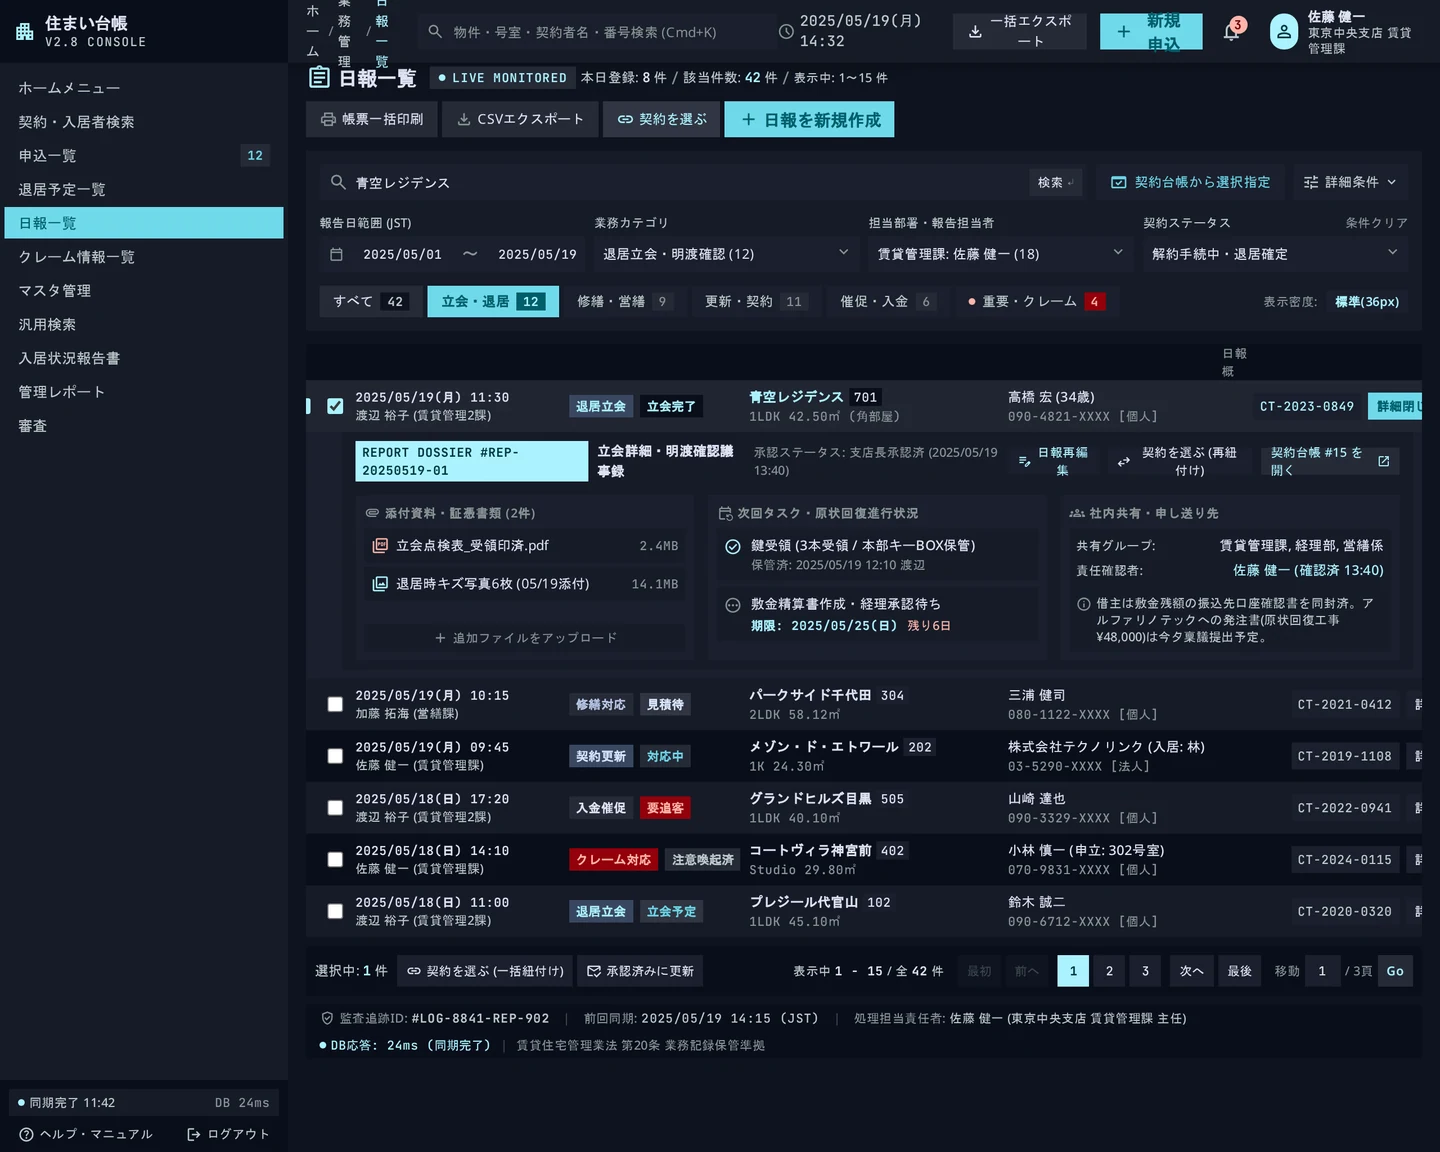 住まい台帳
V2.8 CONSOLE
ホームメニュー
契約・入居者検索
申込一覧 12
退居予定一覧
日報一覧
クレーム情報一覧
マスタ管理
汎用検索
入居状況報告書
管理レポート
審査
同期完了 11:42 DB 24ms
ヘルプ・マニュアル ログアウト
ホーム / 業務管理 / 日報一覧
物件・号室・契約者名・番号検索 (Cmd+K)
2025/05/19(月) 14:32
一括エクスポート
新規申込
3
佐藤 健一
東京中央支店 賃貸管理課
日報一覧 LIVE MONITORED 本日登録: 8 件 / 該当件数: 42 件 / 表示中: 1〜15 件
帳票一括印刷 CSVエクスポート 契約を選ぶ 日報を新規作成
青空レジデンス 検索 契約台帳から選択指定 詳細条件
報告日範囲 (JST) 業務カテゴリ 担当部署・報告担当者 契約ステータス 条件クリア
2025/05/01 〜 2025/05/19 退居立会・明渡確認 (12) 賃貸管理課: 佐藤 健一 (18) 解約手続中・退居確定
すべて 42 立会・退居 12 修繕・営繕 9 更新・契約 11 催促・入金 6 重要・クレーム 4 表示密度: 標準(36px)
日報
概
2025/05/19(月) 11:30 退居立会 立会完了 青空レジデンス 701 高橋 宏 (34歳) CT-2023-0849 詳細閉じ
渡辺 裕子 (賃貸管理2課) 1LDK 42.50㎡ (角部屋) 090-4821-XXXX [個人]
REPORT DOSSIER #REP-20250519-01
立会詳細・明渡確認議事録
承認ステータス: 支店長承認済 (2025/05/19 13:40)
日報再編集
契約を選ぶ (再紐付け)
契約台帳 #15 を開く
添付資料・証憑書類 (2件)
立会点検表_受領印済.pdf 2.4MB
退居時キズ写真6枚 (05/19添付) 14.1MB
追加ファイルをアップロード
次回タスク・原状回復進行状況
鍵受領 (3本受領 / 本部キーBOX保管)
保管済: 2025/05/19 12:10 渡辺
敷金精算書作成・経理承認待ち
期限: 2025/05/25(日) 残り6日
社内共有・申し送り先
共有グループ: 賃貸管理課, 経理部, 営繕係
責任確認者: 佐藤 健一 (確認済 13:40)
借主は敷金残額の振込先口座確認書を同封済。ア
ルファリノテックへの発注書(原状回復工事
¥48,000)は今夕稟議提出予定。
2025/05/19(月) 10:15 修繕対応 見積待 パークサイド千代田 304 三浦 健司 CT-2021-0412
加藤 拓海 (営繕課) 2LDK 58.12㎡ 080-1122-XXXX [個人]
2025/05/19(月) 09:45 契約更新 対応中 メゾン・ド・エトワール 202 株式会社テクノリンク (入居: 林) CT-2019-1108
佐藤 健一 (賃貸管理課) 1K 24.30㎡ 03-5290-XXXX [法人]
2025/05/18(日) 17:20 入金催促 要追客 グランドヒルズ目黒 505 山崎 達也 CT-2022-0941
渡辺 裕子 (賃貸管理2課) 1LDK 40.10㎡ 090-3329-XXXX [個人]
2025/05/18(日) 14:10 クレーム対応 注意喚起済 コートヴィラ神宮前 402 小林 慎一 (申立: 302号室) CT-2024-0115
佐藤 健一 (賃貸管理課) Studio 29.80㎡ 070-9831-XXXX [個人]
2025/05/18(日) 11:00 退居立会 立会予定 プレジール代官山 102 鈴木 誠二 CT-2020-0320
渡辺 裕子 (賃貸管理2課) 1LDK 45.10㎡ 090-6712-XXXX [個人]
選択中: 1 件 契約を選ぶ (一括紐付け) 承認済みに更新 表示中 1 - 15 / 全 42 件 最初 前へ 1 2 3 次へ 最後 移動 1 / 3頁 Go
監査追跡ID: #LOG-8841-REP-902 | 前回同期: 2025/05/19 14:15 (JST) | 処理担当責任者: 佐藤 健一 (東京中央支店 賃貸管理課 主任)
DB応答: 24ms (同期完了) | 賃貸住宅管理業法 第20条 業務記録保管準拠